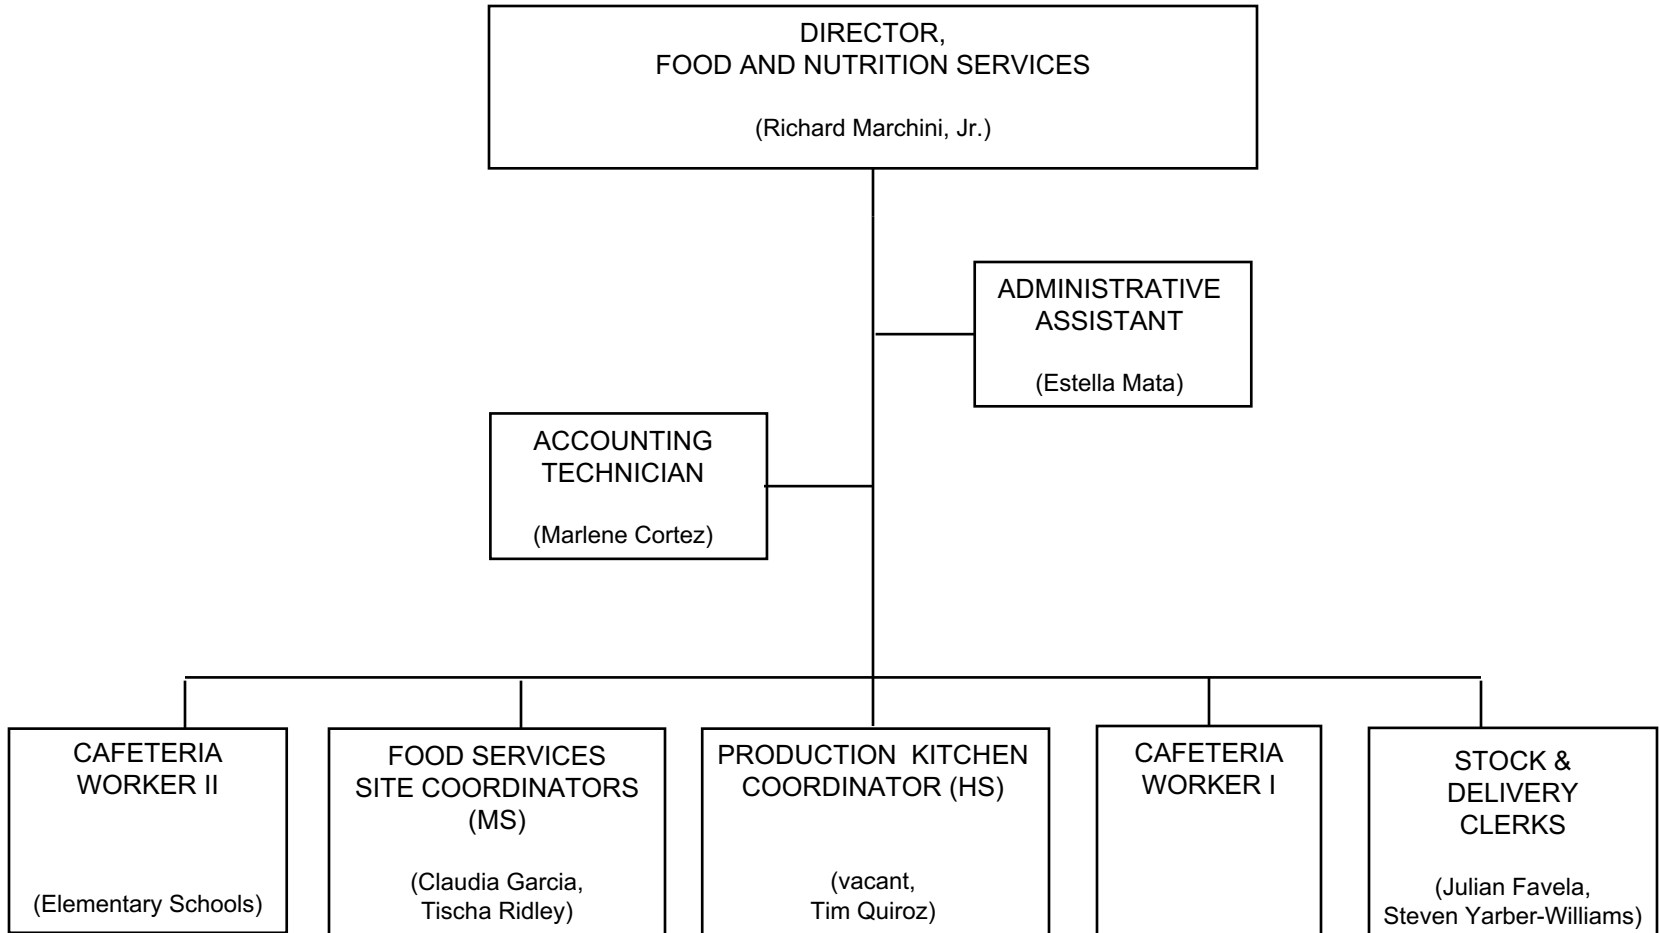 DIRECTOR,
FOOD AND NUTRITION SERVICES
(Richard Marchini, Jr.)
ADMINISTRATIVE
ASSISTANT
(Estella Mata)
ACCOUNTING
TECHNICIAN
(Marlene Cortez)
CAFETERIA
WORKER II
(Elementary Schools)
FOOD SERVICES
SITE COORDINATORS
(MS)
(Claudia Garcia,
Tischa Ridley)
PRODUCTION KITCHEN
COORDINATOR (HS)
(vacant,
Tim Quiroz)
CAFETERIA
WORKER I
STOCK &
DELIVERY
CLERKS
(Julian Favela,
Steven Yarber-Williams)